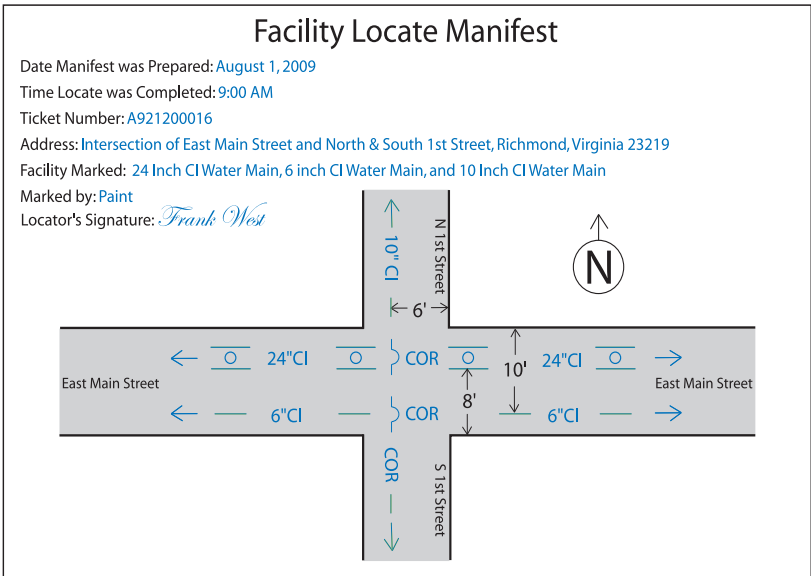 Facility Locate Manifest
Date Manifest was Prepared: August 1, 2009
Time Locate was Completed: 9:00 AM
Ticket Number: A921200016
Address: Intersection of East Main Street and North & South 1st Street, Richmond, Virginia 23219
Facility Marked: 24 Inch CI Water Main, 6 inch CI Water Main, and 10 Inch CI Water Main
Marked by: Paint
Locator's Signature: Frank West
10" CI
N 1st Street
N
6'
24"CI
COR
24"CI
10'
East Main Street
East Main Street
8'
6"CI
COR
6"CI
COR
S 1st Street